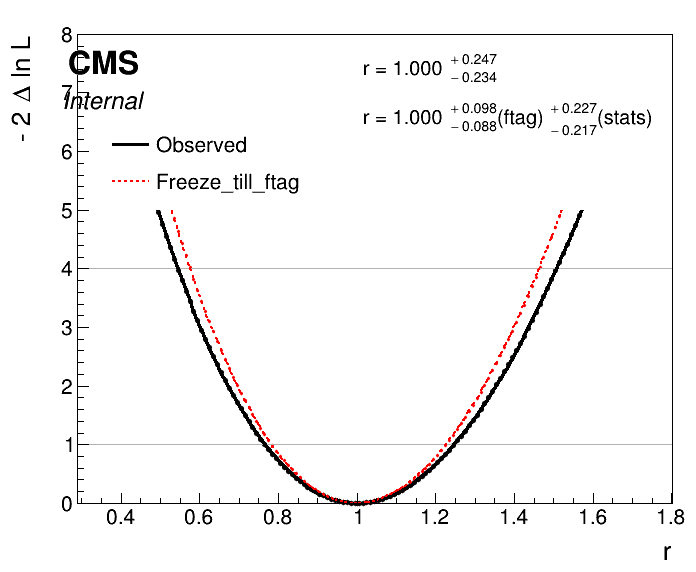 - 2 Δ ln L
8
7
6
5
4
3
2
1
0
CMS
Internal
r = 1.000 + 0.247 - 0.234
r = 1.000 + 0.098 - 0.088 (ftag) + 0.227 - 0.217 (stats)
Observed
Freeze_till_ftag
0.4 0.6 0.8 1 1.2 1.4 1.6 1.8
r